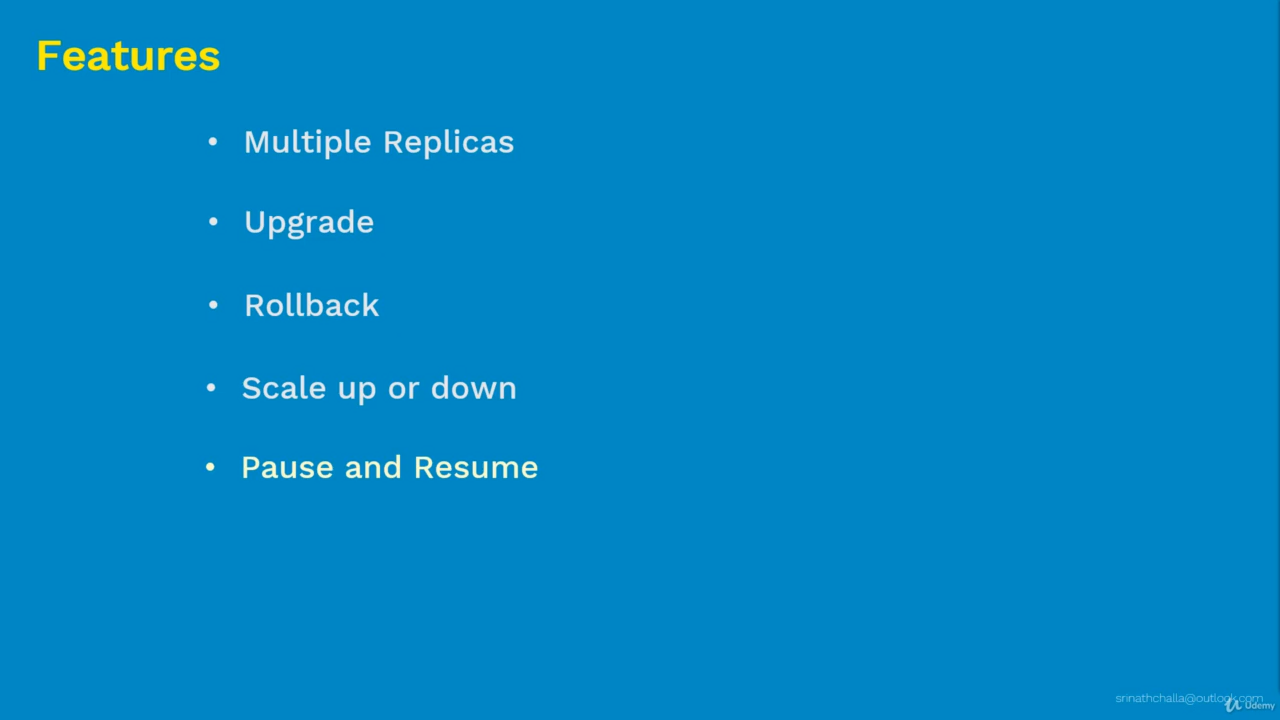 Features
• Multiple Replicas
• Upgrade
• Rollback
• Scale up or down
• Pause and Resume
srinathchalla@outlook.com
Udemy